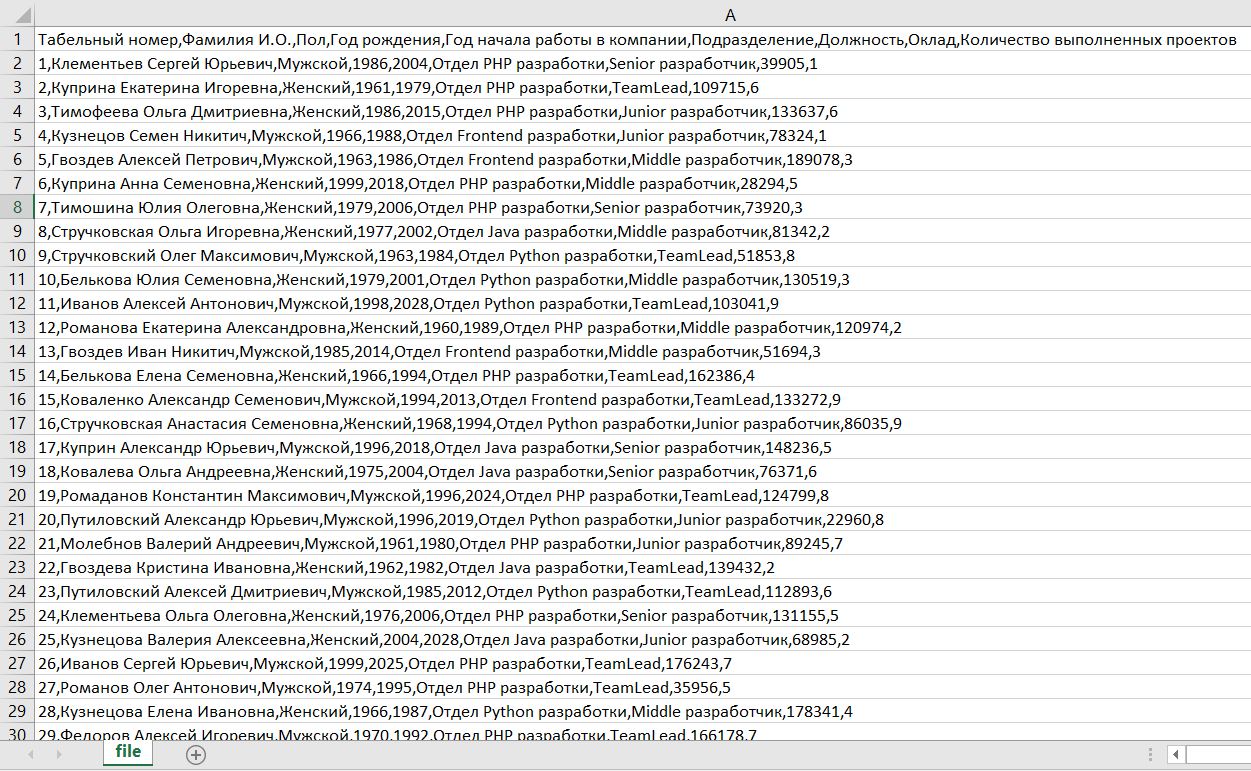 A
1 Табельный номер,Фамилия И.О.,Пол,Год рождения,Год начала работы в компании,Подразделение,Должность,Оклад,Количество выполненных проектов
2 1,Клементьев Сергей Юрьевич,Мужской,1986,2004,Отдел PHP разработки,Senior разработчик,39905,1
3 2,Куприна Екатерина Игоревна,Женский,1961,1979,Отдел PHP разработки,TeamLead,109715,6
4 3,Тимофеева Ольга Дмитриевна,Женский,1986,2015,Отдел PHP разработки,Junior разработчик,133637,6
5 4,Кузнецов Семен Никитич,Мужской,1966,1988,Отдел Frontend разработки,Junior разработчик,78324,1
6 5,Гвоздев Алексей Петрович,Мужской,1963,1986,Отдел Frontend разработки,Middle разработчик,189078,3
7 6,Куприна Анна Семеновна,Женский,1999,2018,Отдел PHP разработки,Middle разработчик,28294,5
8 7,Тимошина Юлия Олеговна,Женский,1979,2006,Отдел PHP разработки,Senior разработчик,73920,3
9 8,Стручковская Ольга Игоревна,Женский,1977,2002,Отдел Java разработки,Middle разработчик,81342,2
10 9,Стручковский Олег Максимович,Мужской,1963,1984,Отдел Python разработки,TeamLead,51853,8
11 10,Белькова Юлия Семеновна,Женский,1979,2001,Отдел Python разработки,Middle разработчик,130519,3
12 11,Иванов Алексей Антонович,Мужской,1998,2028,Отдел Python разработки,TeamLead,103041,9
13 12,Романова Екатерина Александровна,Женский,1960,1989,Отдел PHP разработки,Middle разработчик,120974,2
14 13,Гвоздев Иван Никитич,Мужской,1985,2014,Отдел Frontend разработки,Middle разработчик,51694,3
15 14,Белькова Елена Семеновна,Женский,1966,1994,Отдел PHP разработки,TeamLead,162386,4
16 15,Коваленко Александр Семенович,Мужской,1994,2013,Отдел Frontend разработки,TeamLead,133272,9
17 16,Стручковская Анастасия Семеновна,Женский,1968,1994,Отдел Python разработки,Junior разработчик,86035,9
18 17,Куприн Александр Юрьевич,Мужской,1996,2018,Отдел Java разработки,Senior разработчик,148236,5
19 18,Ковалева Ольга Андреевна,Женский,1975,2004,Отдел Java разработки,Senior разработчик,76371,6
20 19,Ромаданов Константин Максимович,Мужской,1996,2024,Отдел PHP разработки,TeamLead,124799,8
21 20,Путиловский Александр Юрьевич,Мужской,1996,2019,Отдел Python разработки,Junior разработчик,22960,8
22 21,Молебнов Валерий Андреевич,Мужской,1961,1980,Отдел PHP разработки,Junior разработчик,89245,7
23 22,Гвоздева Кристина Ивановна,Женский,1962,1982,Отдел Java разработки,TeamLead,139432,2
24 23,Путиловский Алексей Дмитриевич,Мужской,1985,2012,Отдел Python разработки,TeamLead,112893,6
25 24,Клементьева Ольга Олеговна,Женский,1976,2006,Отдел PHP разработки,Senior разработчик,131155,5
26 25,Кузнецова Валерия Алексеевна,Женский,2004,2028,Отдел Java разработки,Junior разработчик,68985,2
27 26,Иванов Сергей Юрьевич,Мужской,1999,2025,Отдел PHP разработки,TeamLead,176243,7
28 27,Романов Олег Антонович,Мужской,1974,1995,Отдел PHP разработки,TeamLead,35956,5
29 28,Кузнецова Елена Ивановна,Женский,1966,1987,Отдел Python разработки,Middle разработчик,178341,4
30 29,Федоров Алексей Игоревич,Мужской,1970,1992,Отдел PHP разработки,TeamLead,166178,7
file